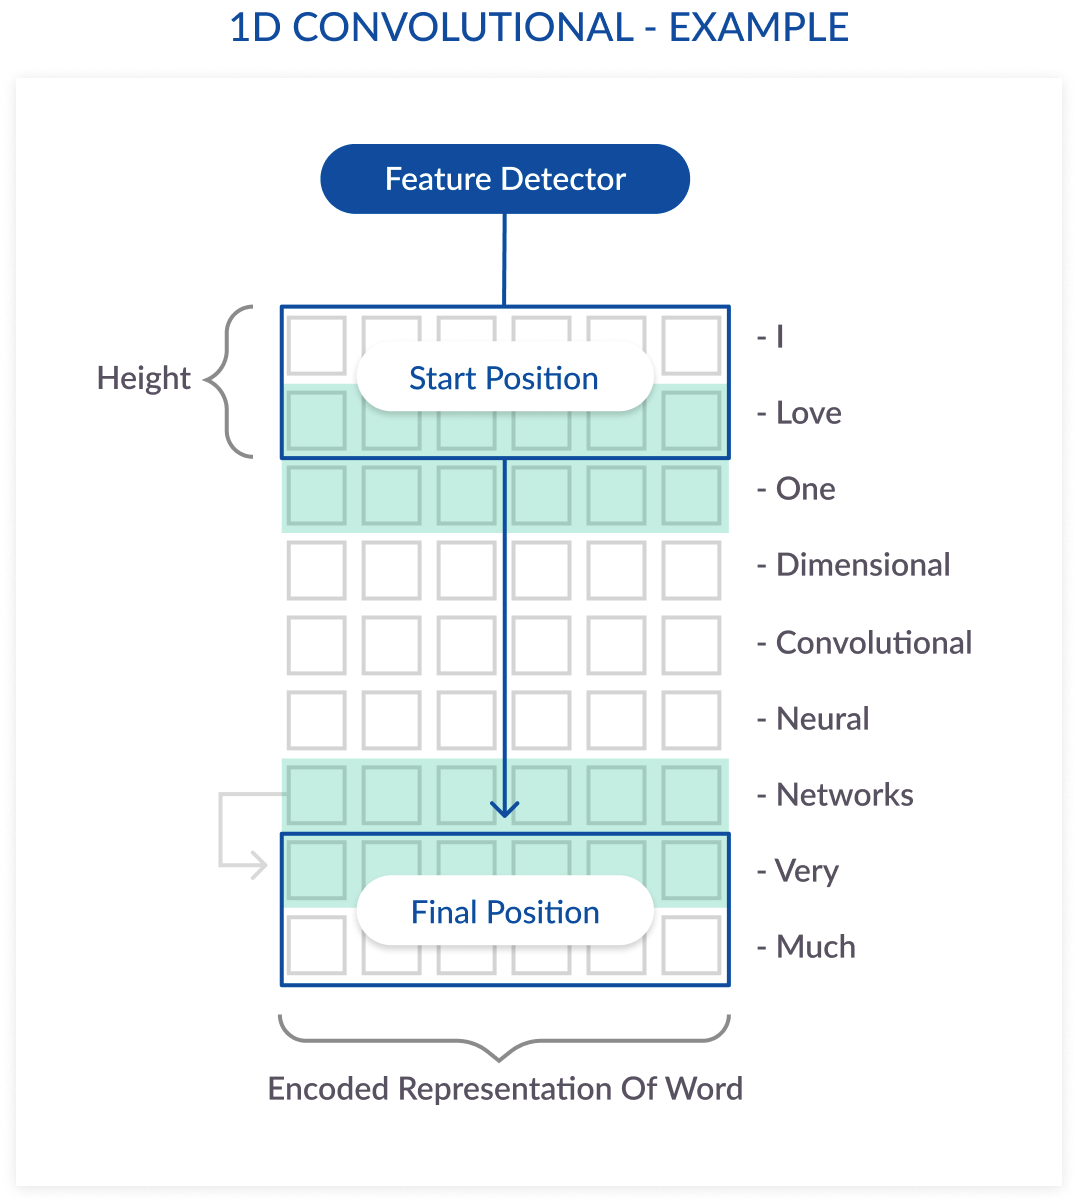 1D CONVOLUTIONAL - EXAMPLE
Feature Detector
Height
Start Position
- I
- Love
- One
- Dimensional
- Convolutional
- Neural
- Networks
- Very
Final Position
- Much
Encoded Representation Of Word